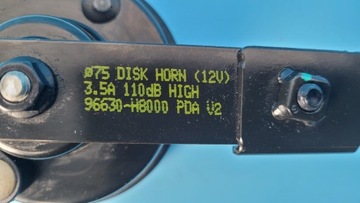 ø75 DISK HORN (12V)
3.5A 110dB HIGH
96630-H8000 PDA V2